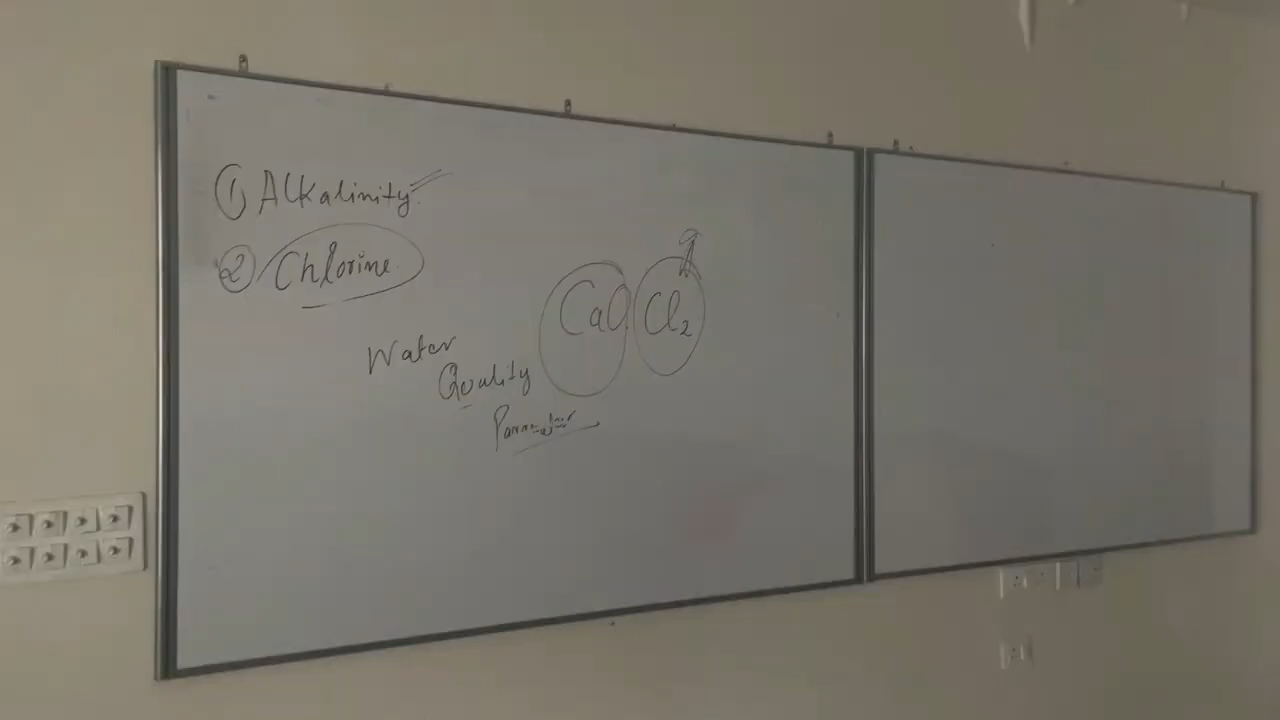 ① Alkalinity
② Chlorine
CaO Cl₂
Water
Quality
Parameter